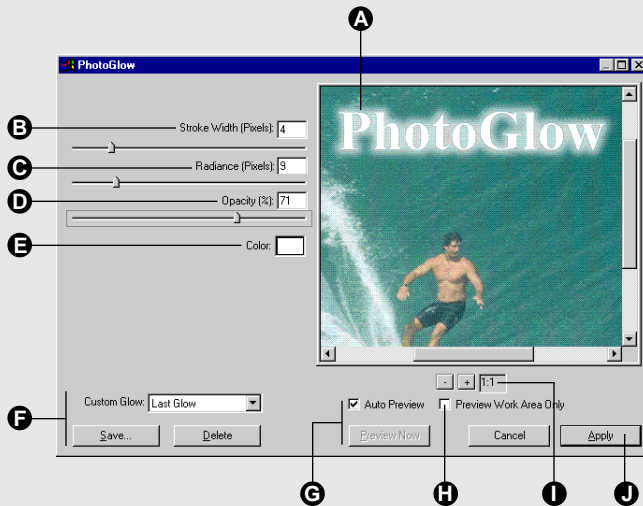 A
PhotoGlow
B
Stroke Width (Pixels): 4
PhotoGlow
C
Radiance (Pixels): 9
D
Opacity (%): 71
E
Color:
- + 1:1
F
Custom Glow: Last Glow
Auto Preview
Preview Work Area Only
Save...
Delete
Preview Now
Cancel
Apply
G
H
I
J